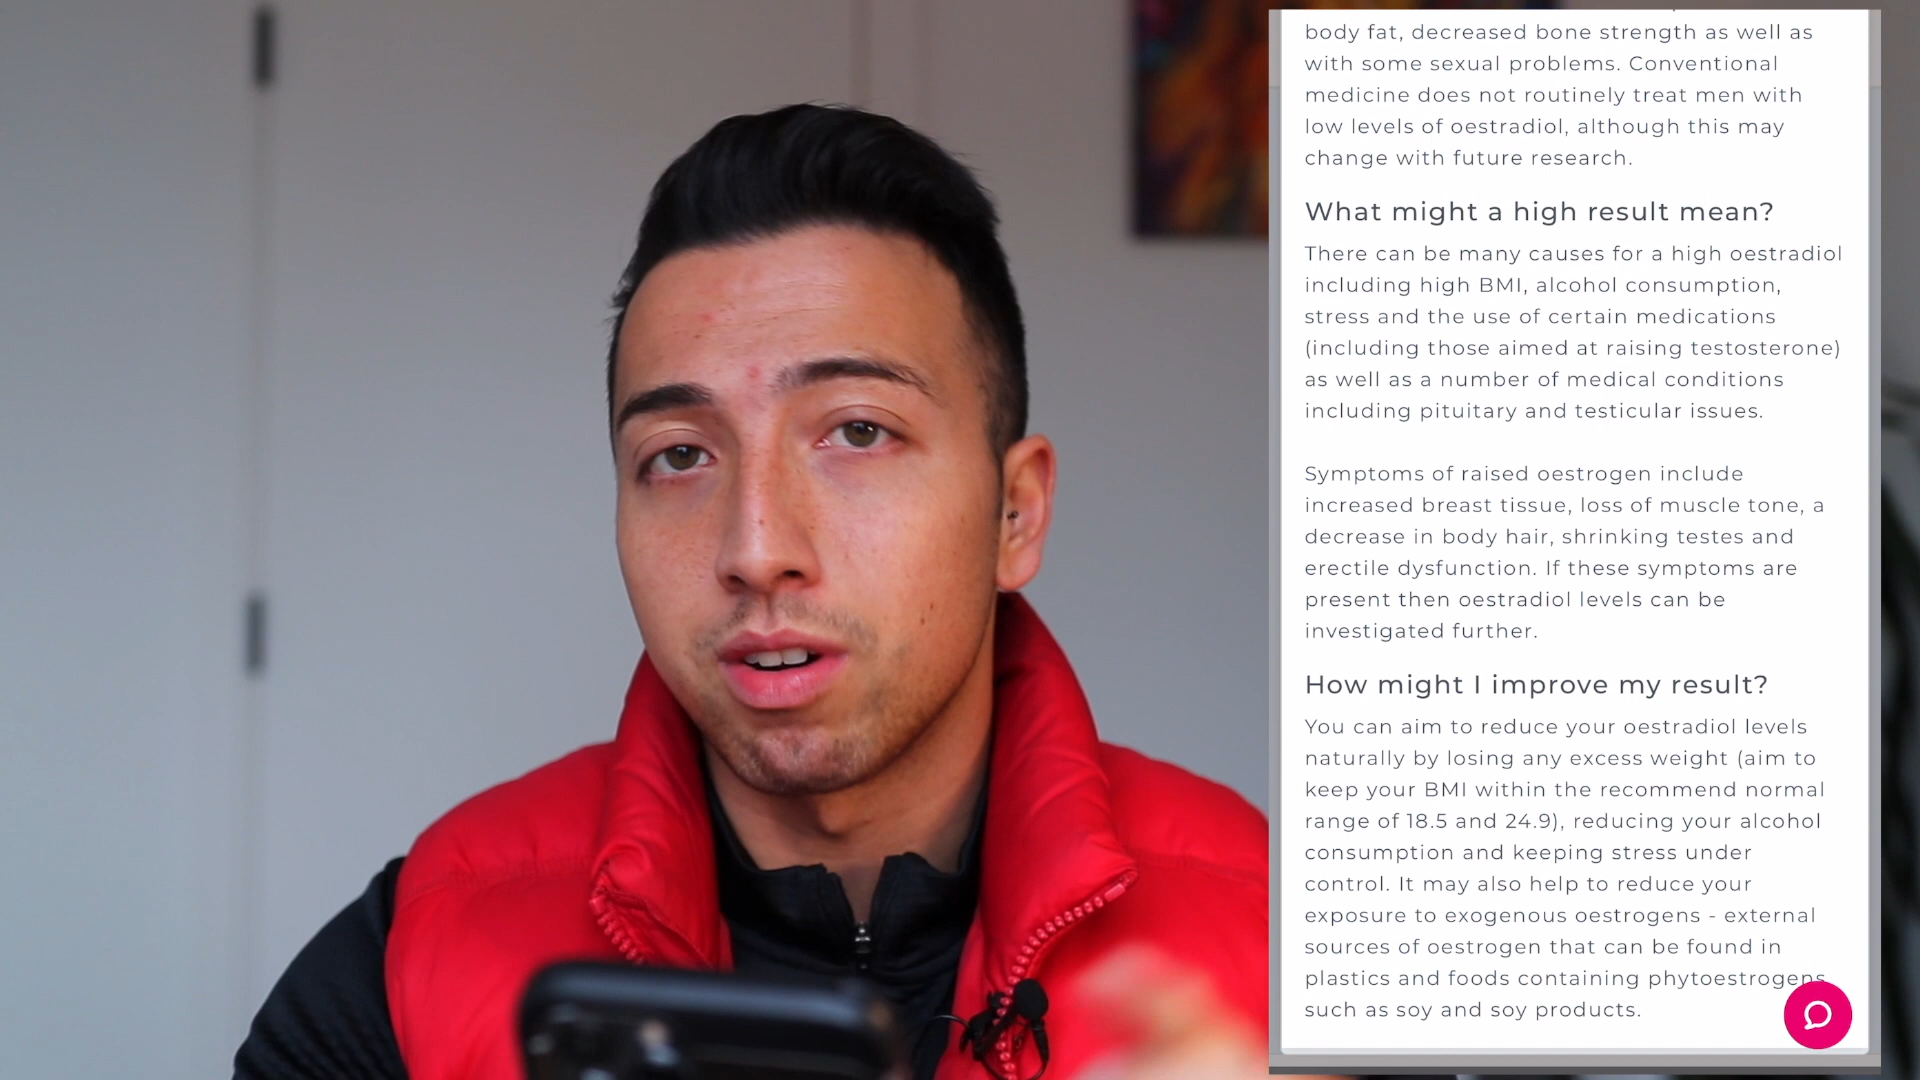 body fat, decreased bone strength as well as
with some sexual problems. Conventional
medicine does not routinely treat men with
low levels of oestradiol, although this may
change with future research.
What might a high result mean?
There can be many causes for a high oestradiol
including high BMI, alcohol consumption,
stress and the use of certain medications
(including those aimed at raising testosterone)
as well as a number of medical conditions
including pituitary and testicular issues.
Symptoms of raised oestrogen include
increased breast tissue, loss of muscle tone, a
decrease in body hair, shrinking testes and
erectile dysfunction. If these symptoms are
present then oestradiol levels can be
investigated further.
How might I improve my result?
You can aim to reduce your oestradiol levels
naturally by losing any excess weight (aim to
keep your BMI within the recommend normal
range of 18.5 and 24.9), reducing your alcohol
consumption and keeping stress under
control. It may also help to reduce your
exposure to exogenous oestrogens - external
sources of oestrogen that can be found in
plastics and foods containing phytoestrogens
such as soy and soy products.